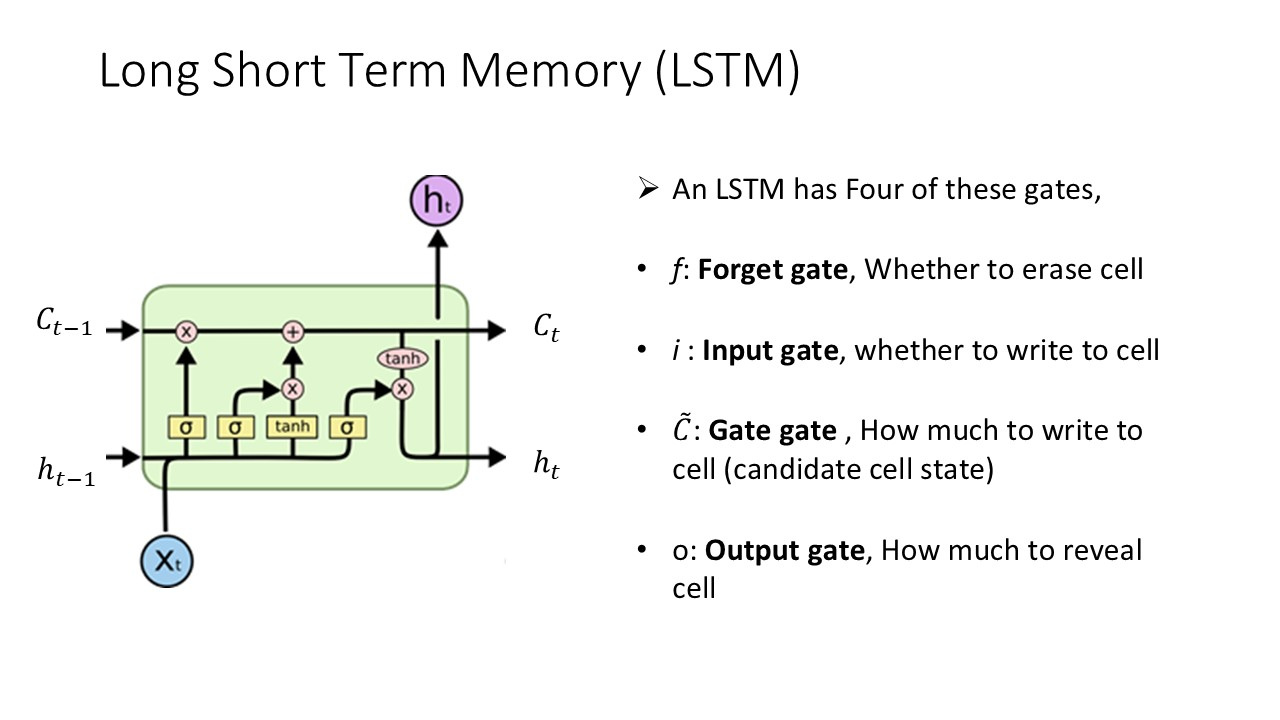 Long Short Term Memory (LSTM)
hₜ
Cₜ₋₁
x
+
Cₜ
tanh
x
x
σ
σ
tanh
σ
hₜ₋₁
hₜ
Xₜ
➢ An LSTM has Four of these gates,
• f: Forget gate, Whether to erase cell
• i : Input gate, whether to write to cell
• C̃: Gate gate , How much to write to
cell (candidate cell state)
• o: Output gate, How much to reveal
cell